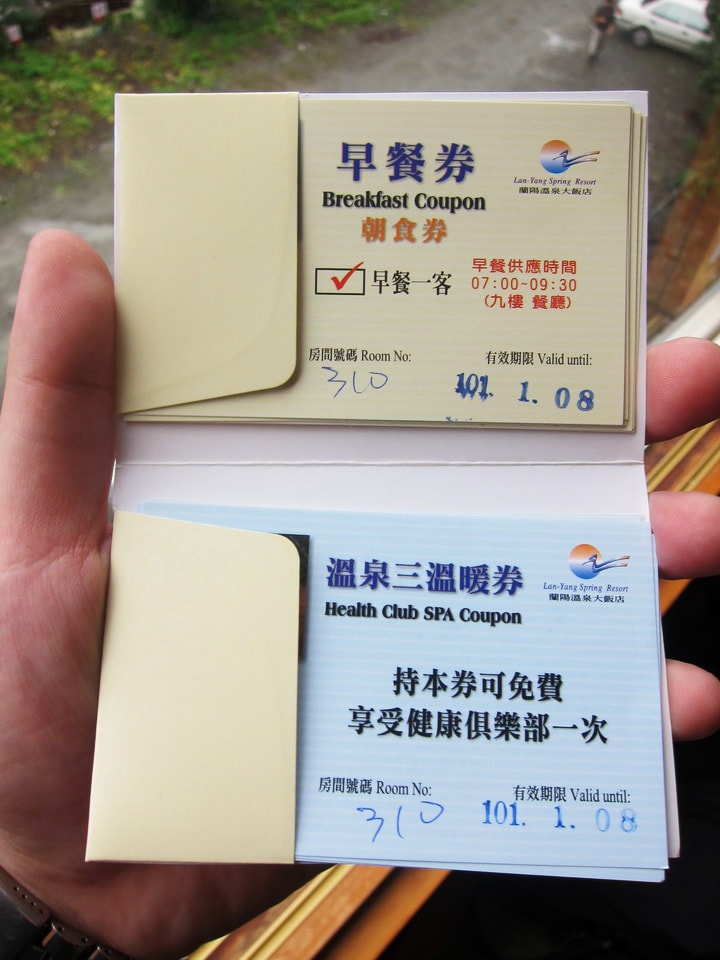 早餐券
Breakfast Coupon
朝食券
Lan-Yang Spring Resort
蘭陽溫泉大飯店
早餐一客
早餐供應時間
07:00~09:30
(九樓 餐廳)
房間號碼 Room No:
310
有效期限 Valid until:
101. 1. 08
溫泉三溫暖券
Health Club SPA Coupon
Lan-Yang Spring Resort
蘭陽溫泉大飯店
持本券可免費
享受健康俱樂部一次
房間號碼 Room No:
310
有效期限 Valid until:
101. 1. 08